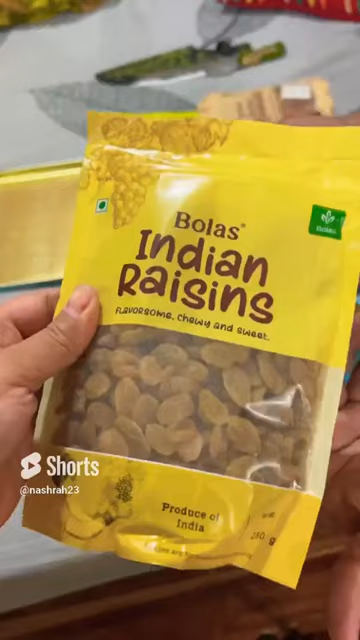 Bolas®
Indian
Raisins
Flavorsome, chewy and sweet.
Shorts
@nashrah23
Produce of
India